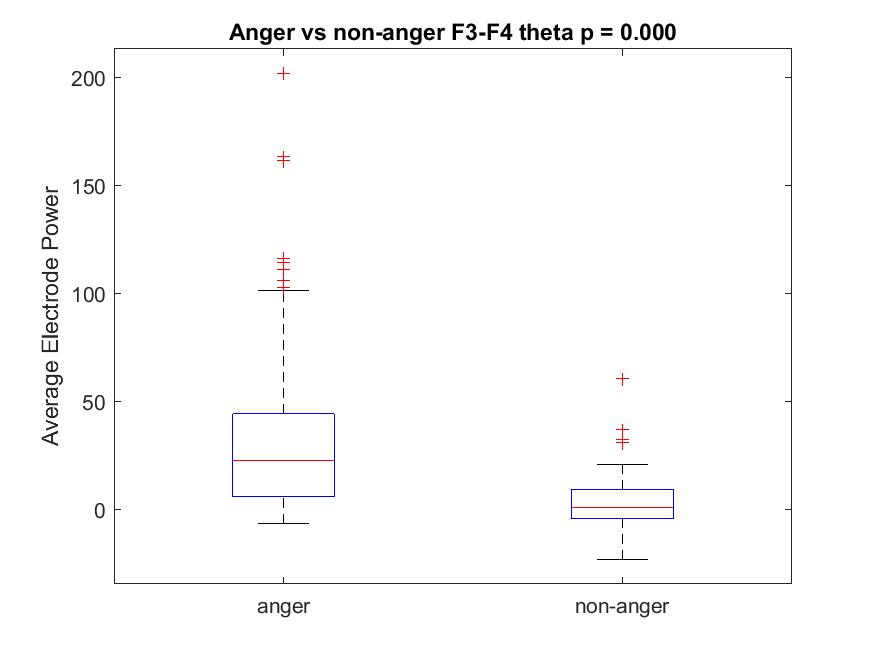 Anger vs non-anger F3-F4 theta p = 0.000
Average Electrode Power
200
150
100
50
0
anger non-anger